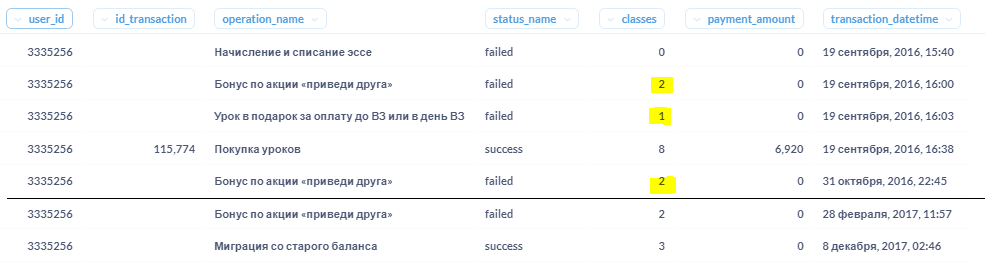 user_id id_transaction operation_name status_name classes payment_amount transaction_datetime
3335256 Начисление и списание эссе failed 0 0 19 сентября, 2016, 15:40
3335256 Бонус по акции «приведи друга» failed 2 0 19 сентября, 2016, 16:00
3335256 Урок в подарок за оплату до ВЗ или в день ВЗ failed 1 0 19 сентября, 2016, 16:03
3335256 115,774 Покупка уроков success 8 6,920 19 сентября, 2016, 16:38
3335256 Бонус по акции «приведи друга» failed 2 0 31 октября, 2016, 22:45
3335256 Бонус по акции «приведи друга» failed 2 0 28 февраля, 2017, 11:57
3335256 Миграция со старого баланса success 3 0 8 декабря, 2017, 02:46